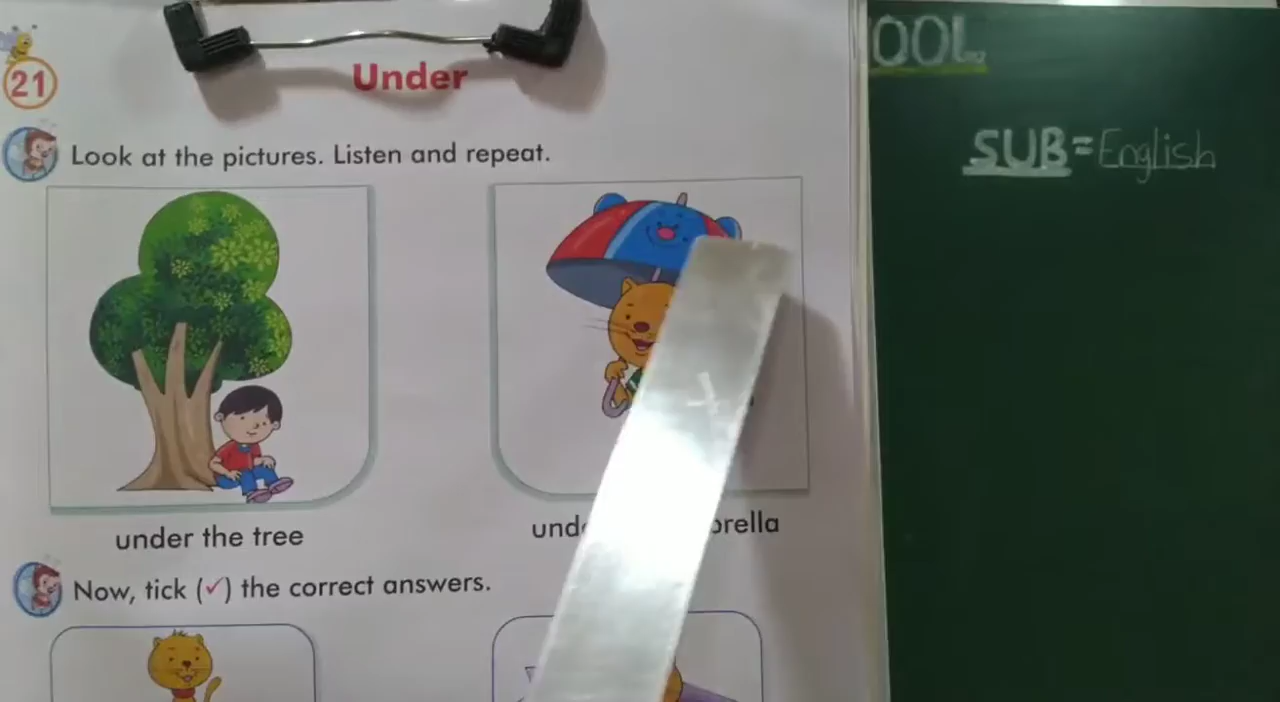 OOL
SUB=English
21
Under
Look at the pictures. Listen and repeat.
under the tree
und
brella
Now, tick (✓) the correct answers.